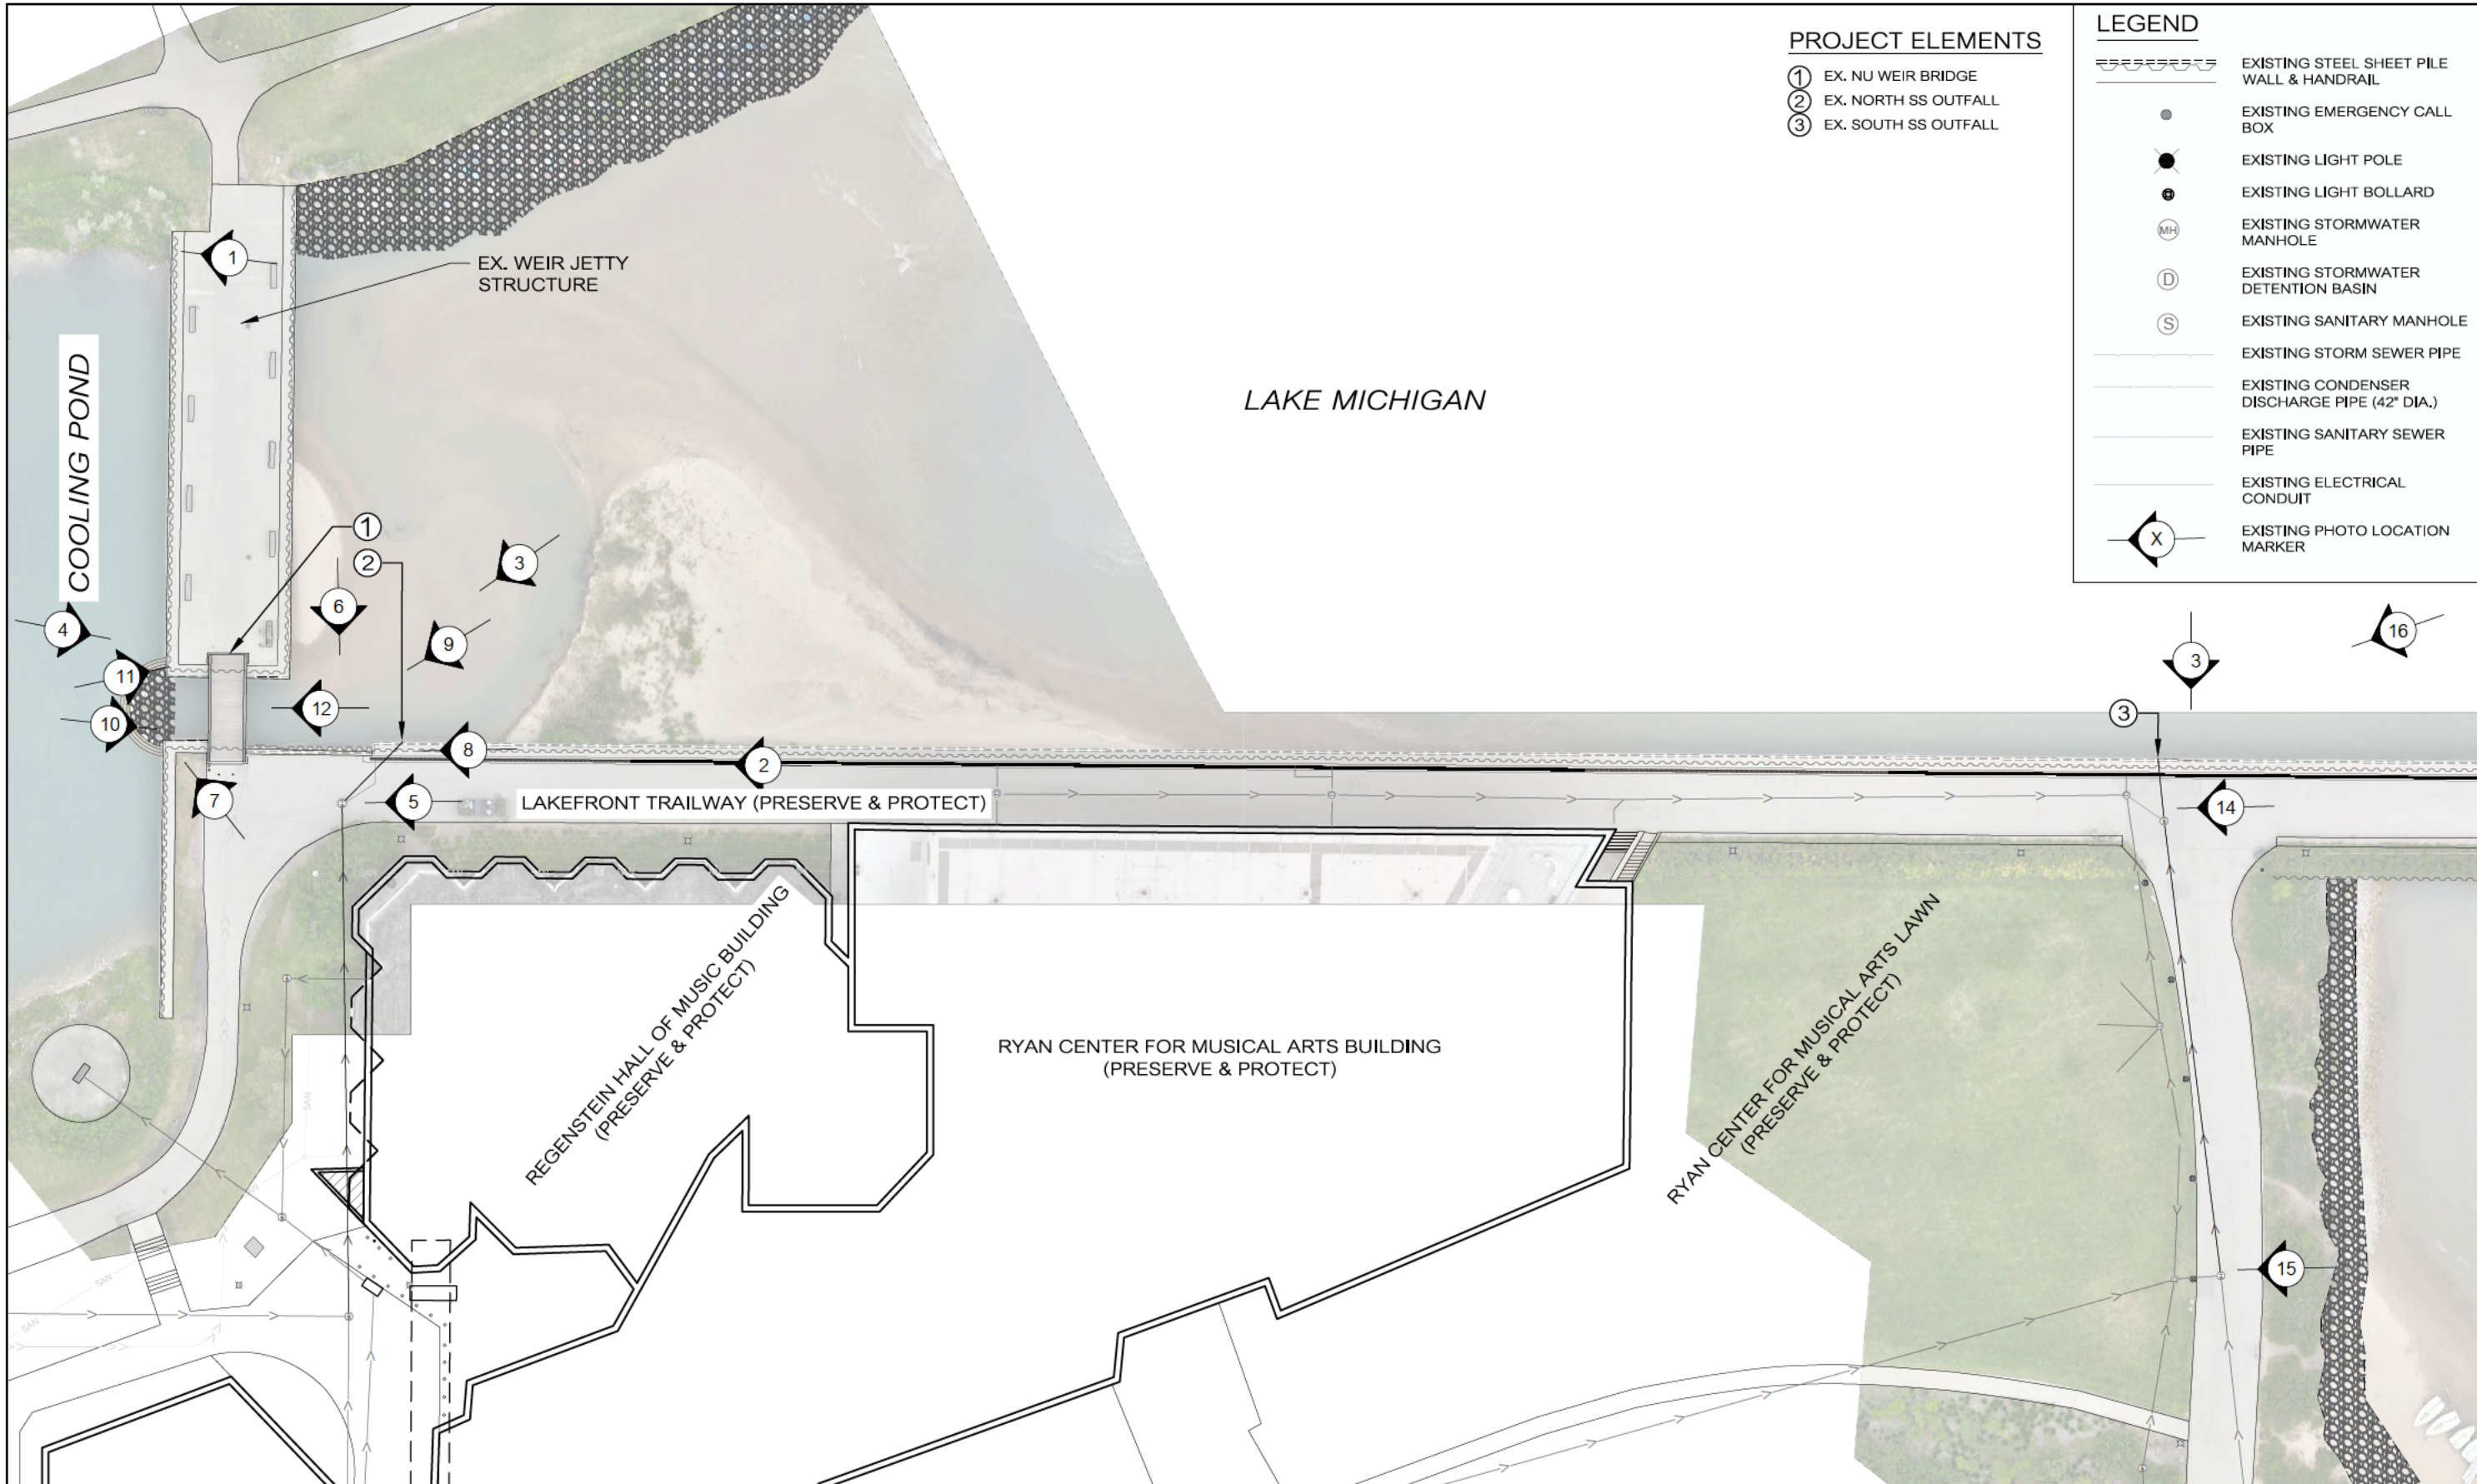 PROJECT ELEMENTS
1 EX. NU WEIR BRIDGE
2 EX. NORTH SS OUTFALL
3 EX. SOUTH SS OUTFALL
LEGEND
EXISTING STEEL SHEET PILE
WALL & HANDRAIL
EXISTING EMERGENCY CALL
BOX
EXISTING LIGHT POLE
EXISTING LIGHT BOLLARD
MH
EXISTING STORMWATER
MANHOLE
D
EXISTING STORMWATER
DETENTION BASIN
S
EXISTING SANITARY MANHOLE
EXISTING STORM SEWER PIPE
EXISTING CONDENSER
DISCHARGE PIPE (42" DIA.)
EXISTING SANITARY SEWER
PIPE
EXISTING ELECTRICAL
CONDUIT
X
EXISTING PHOTO LOCATION
MARKER
1
EX. WEIR JETTY
STRUCTURE
COOLING POND
LAKE MICHIGAN
1
2
3
6
4
9
11
10
12
16
3
3
8
2
7
5
LAKEFRONT TRAILWAY (PRESERVE & PROTECT)
14
REGENSTEIN HALL OF MUSIC BUILDING
(PRESERVE & PROTECT)
RYAN CENTER FOR MUSICAL ARTS BUILDING
(PRESERVE & PROTECT)
RYAN CENTER FOR MUSICAL ARTS LAWN
(PRESERVE & PROTECT)
15
SAN
SAN
SAN
SAN
SAN